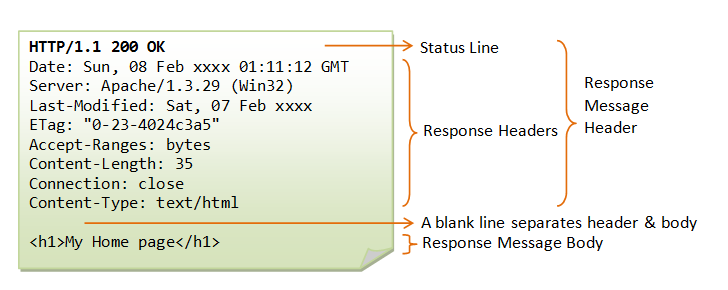 HTTP/1.1 200 OK
Date: Sun, 08 Feb xxxx 01:11:12 GMT
Server: Apache/1.3.29 (Win32)
Last-Modified: Sat, 07 Feb xxxx
ETag: "0-23-4024c3a5"
Accept-Ranges: bytes
Content-Length: 35
Connection: close
Content-Type: text/html
<h1>My Home page</h1>
Status Line
Response Headers
Response
Message
Header
A blank line separates header & body
Response Message Body